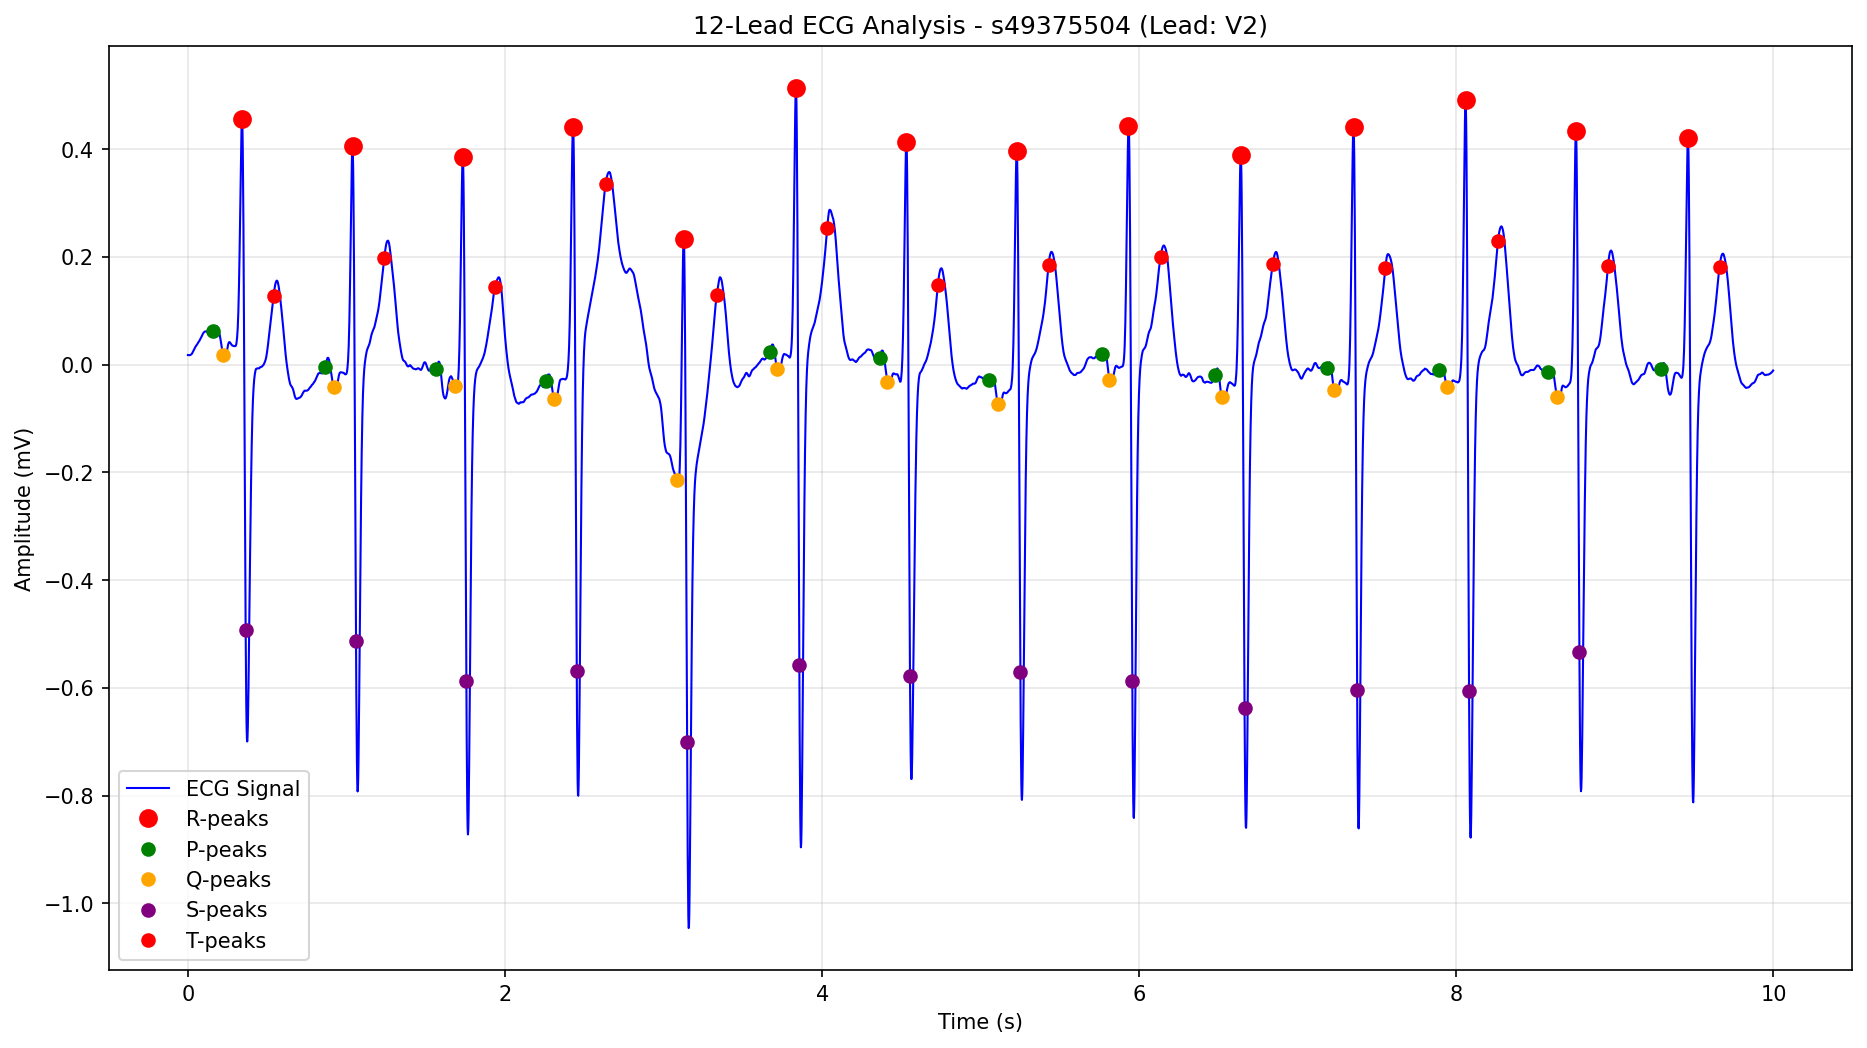 12-Lead ECG Analysis - s49375504 (Lead: V2)
Amplitude (mV)
0.4
0.2
0.0
−0.2
−0.4
−0.6
−0.8
−1.0
ECG Signal
R-peaks
P-peaks
Q-peaks
S-peaks
T-peaks
0 2 4 6 8 10
Time (s)